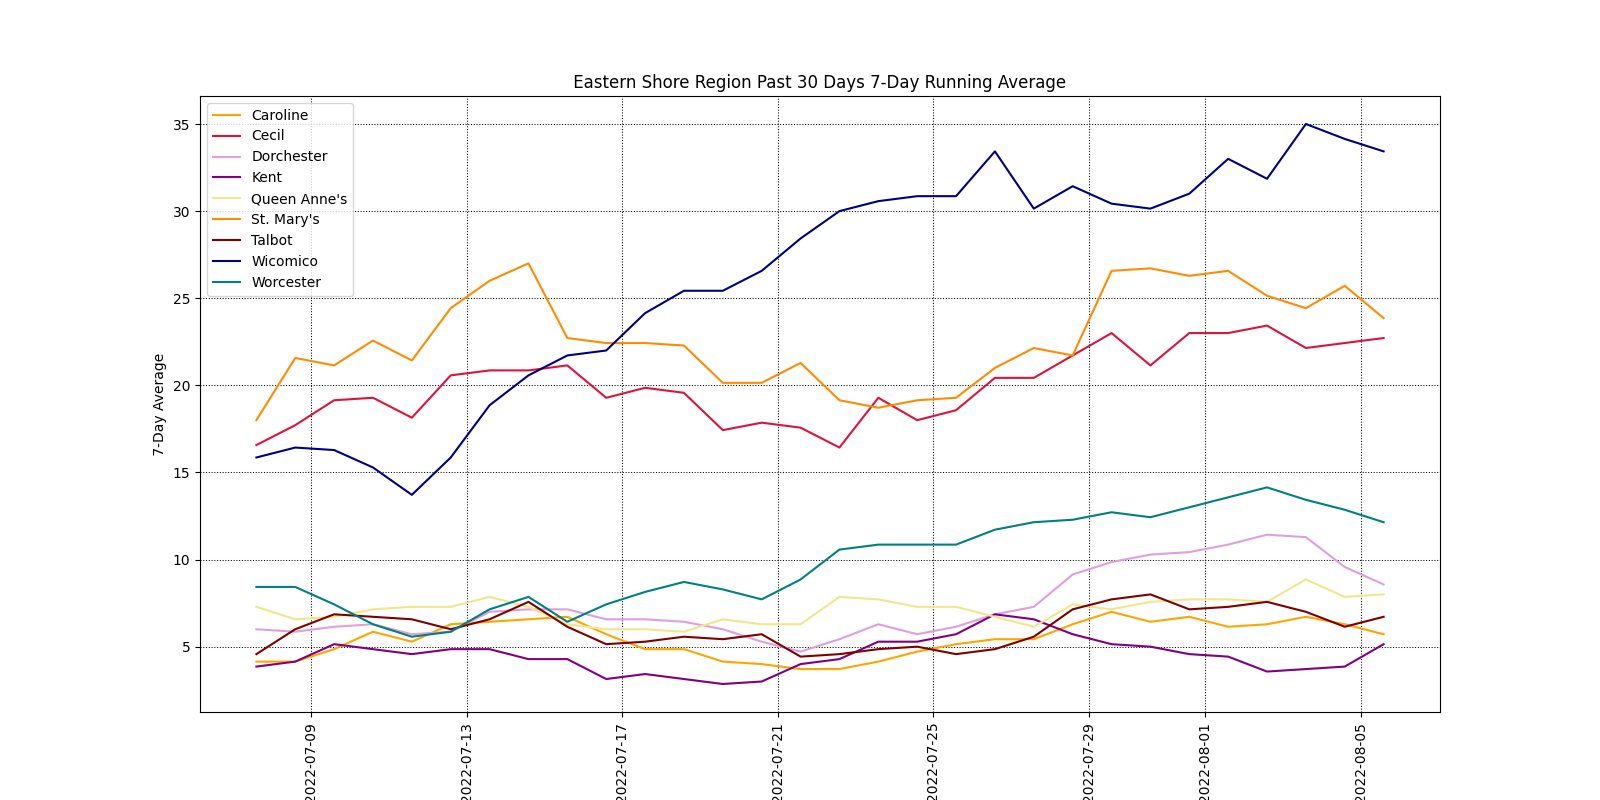 Eastern Shore Region Past 30 Days 7-Day Running Average
Caroline
Cecil
Dorchester
Kent
Queen Anne's
St. Mary's
Talbot
Wicomico
Worcester
7-Day Average
35
30
25
20
15
10
5
2022-07-09
2022-07-13
2022-07-17
2022-07-21
2022-07-25
2022-07-29
2022-08-01
2022-08-05